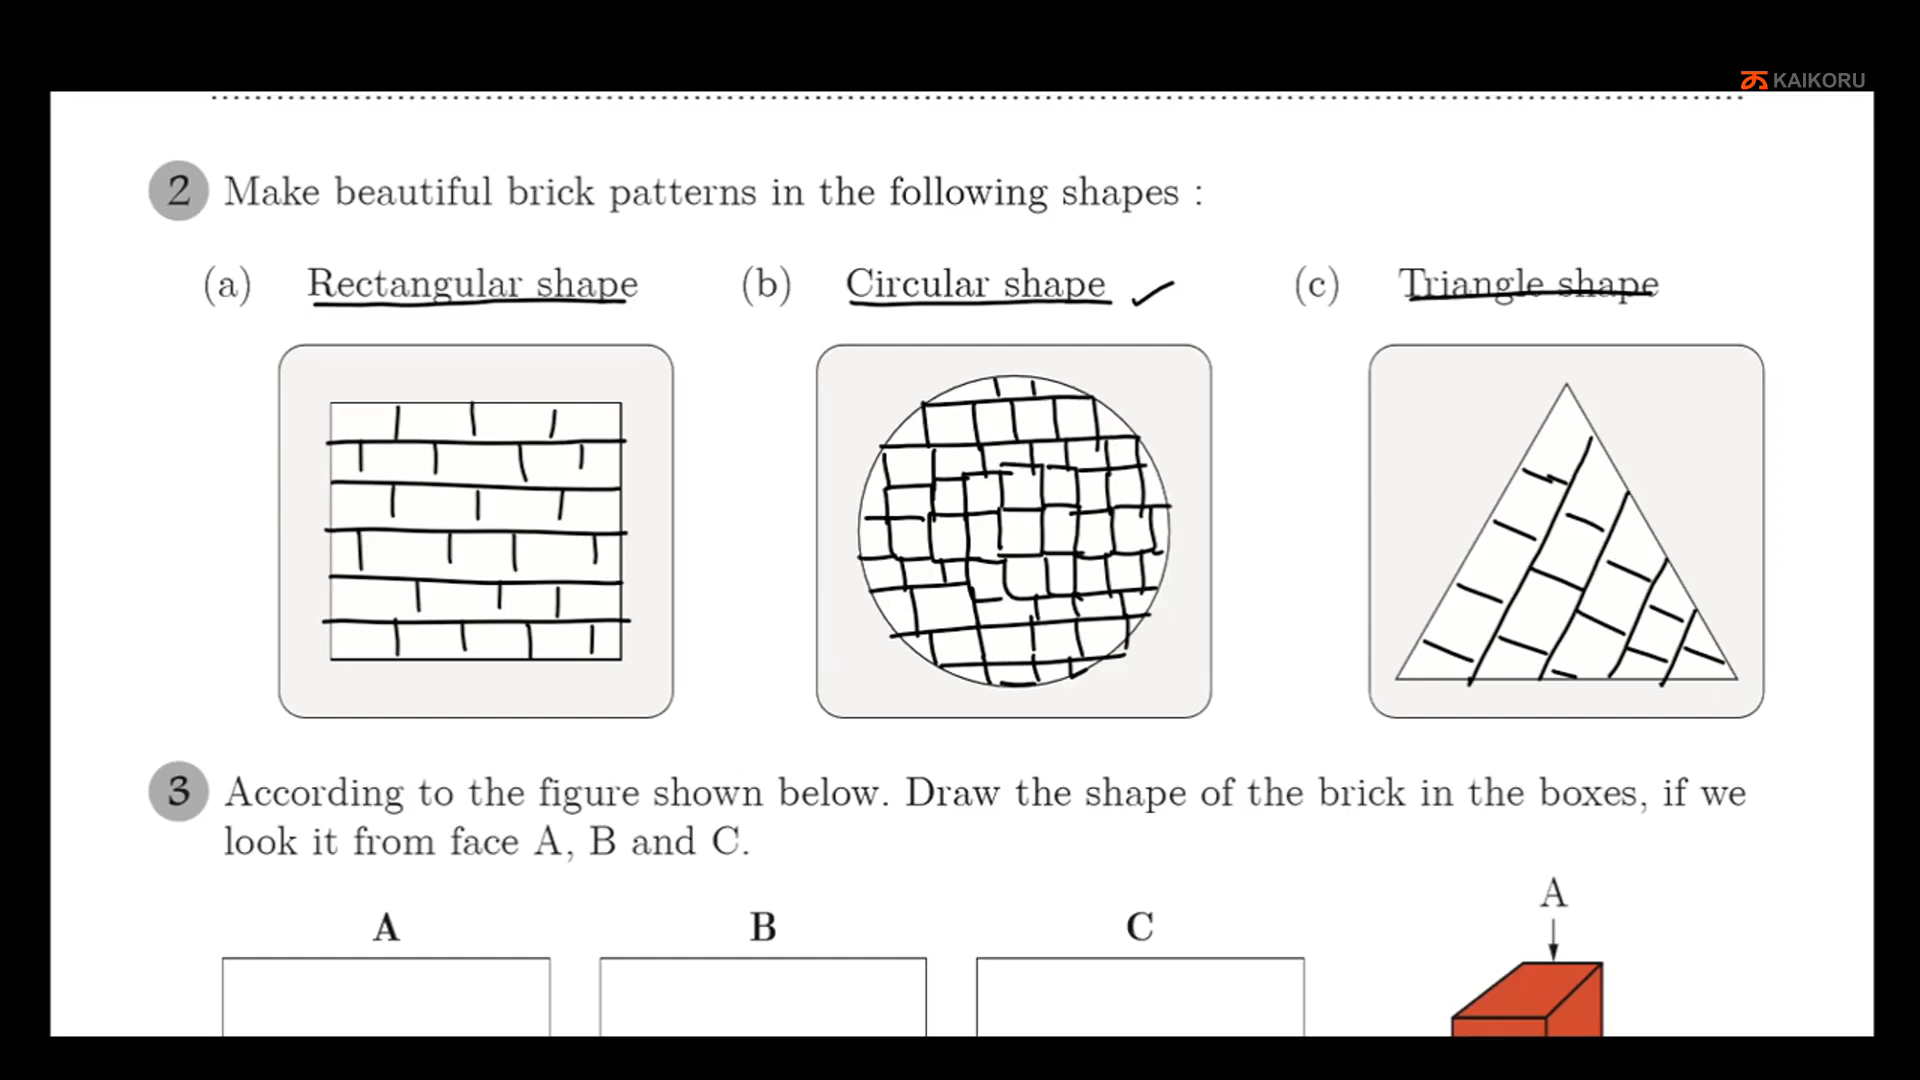 KAIKORU
2 Make beautiful brick patterns in the following shapes :
(a) Rectangular shape (b) Circular shape (c) Triangle shape
3 According to the figure shown below. Draw the shape of the brick in the boxes, if we
look it from face A, B and C.
A
A B C